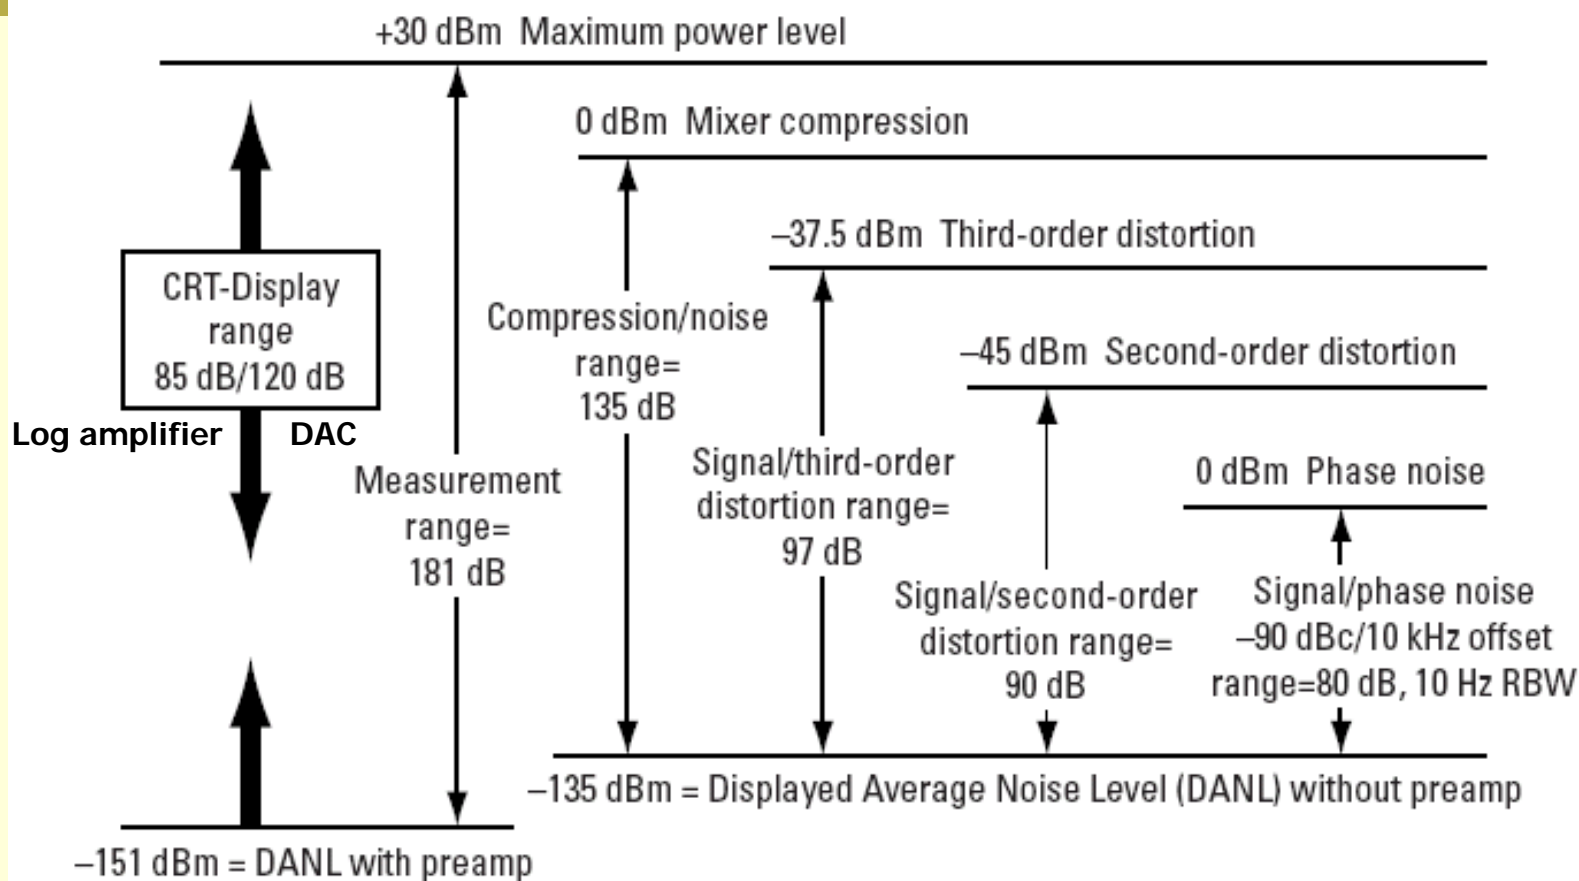 +30 dBm  Maximum power level
0 dBm  Mixer compression
–37.5 dBm  Third-order distortion
CRT-Display
range
85 dB/120 dB
Compression/noise
range=
135 dB
–45 dBm  Second-order distortion
Log amplifier
DAC
Measurement
range=
181 dB
Signal/third-order
distortion range=
97 dB
0 dBm  Phase noise
Signal/second-order
distortion range=
90 dB
Signal/phase noise
–90 dBc/10 kHz offset
range=80 dB, 10 Hz RBW
–135 dBm = Displayed Average Noise Level (DANL) without preamp
–151 dBm = DANL with preamp